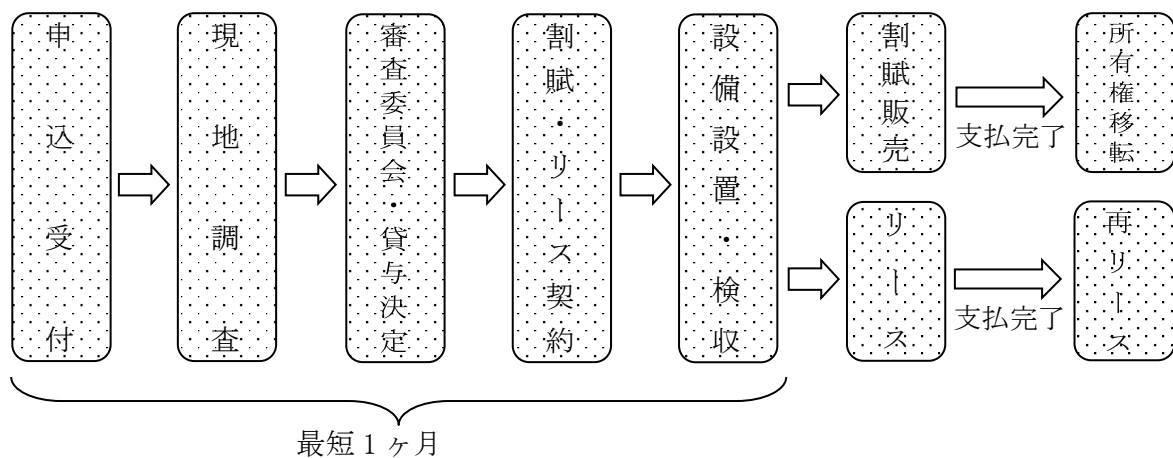 申込受付
現地調査
審査委員会・貸与決定
割賦・リース契約
設備設置・検収
割賦販売
支払完了
所有権移転
リース
支払完了
再リース
最短1ヶ月